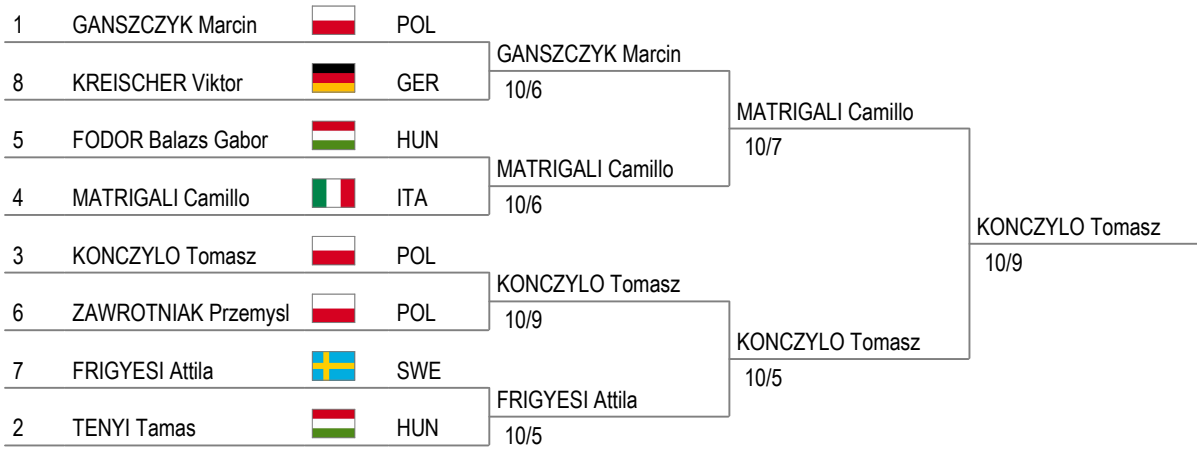 1 GANSZCZYK Marcin POL
GANSZCZYK Marcin
8 KREISCHER Viktor GER
10/6
MATRIGALI Camillo
5 FODOR Balazs Gabor HUN
10/7
MATRIGALI Camillo
4 MATRIGALI Camillo ITA
10/6
KONCZYLO Tomasz
3 KONCZYLO Tomasz POL
10/9
KONCZYLO Tomasz
6 ZAWROTNIAK Przemysl POL
10/9
KONCZYLO Tomasz
7 FRIGYESI Attila SWE
10/5
FRIGYESI Attila
2 TENYI Tamas HUN
10/5